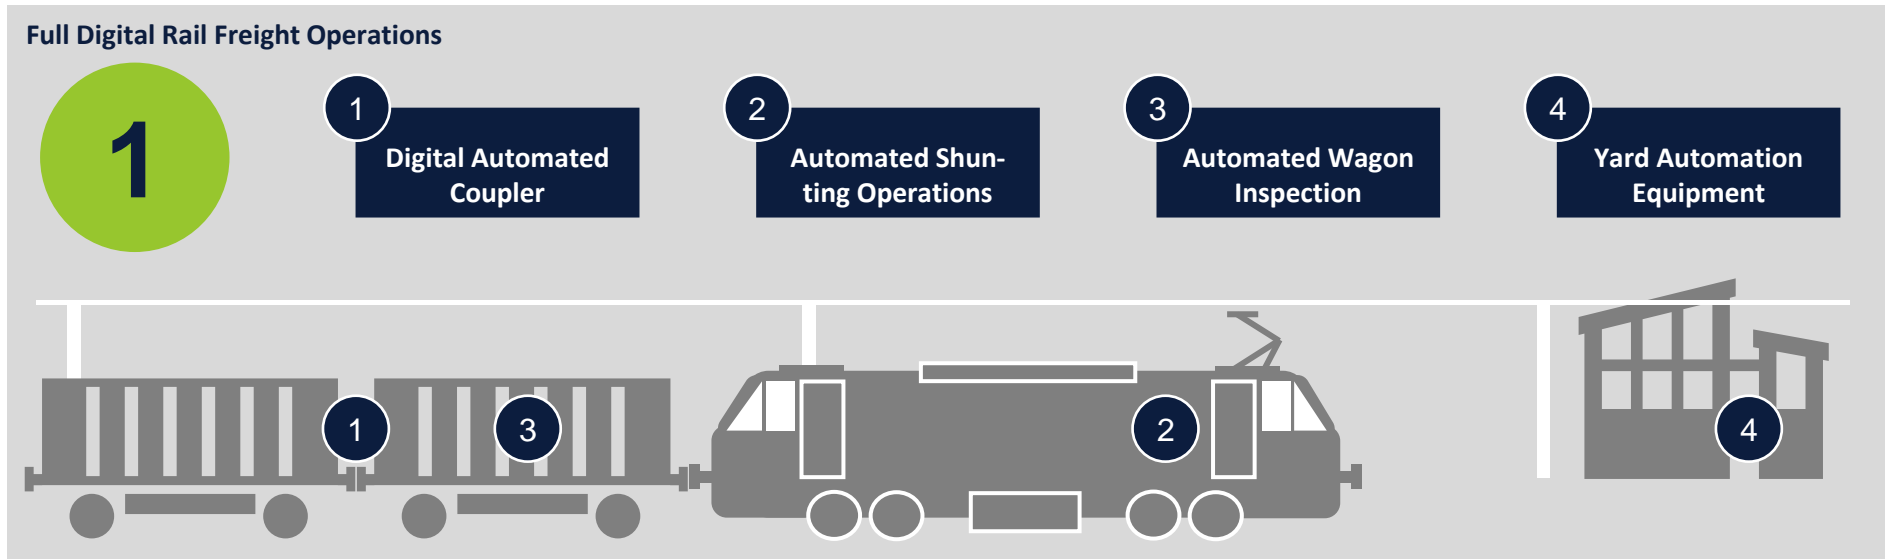 Full Digital Rail Freight Operations
1
1
Digital Automated
Coupler
2
Automated Shun-
ting Operations
3
Automated Wagon
Inspection
4
Yard Automation
Equipment
1
3
2
4